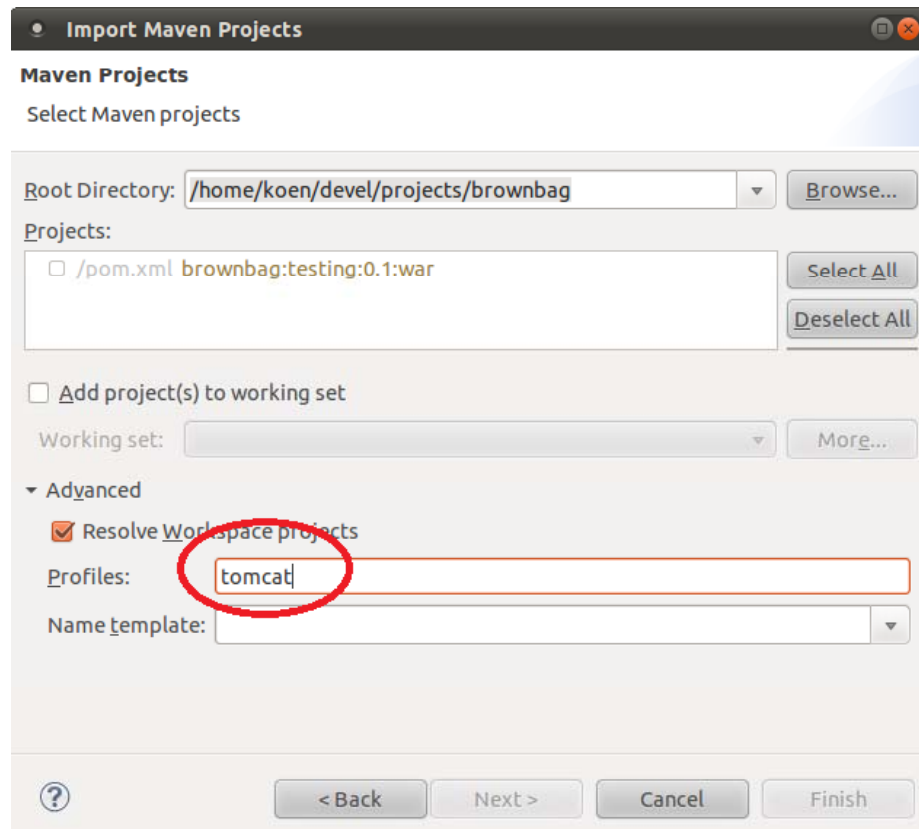 Import Maven Projects
Maven Projects
Select Maven projects
Root Directory: /home/koen/devel/projects/brownbag Browse...
Projects:
/pom.xml brownbag:testing:0.1:war
Select All
Deselect All
Add project(s) to working set
Working set: More...
Advanced
Resolve Workspace projects
Profiles: tomcat
Name template:
? < Back Next > Cancel Finish